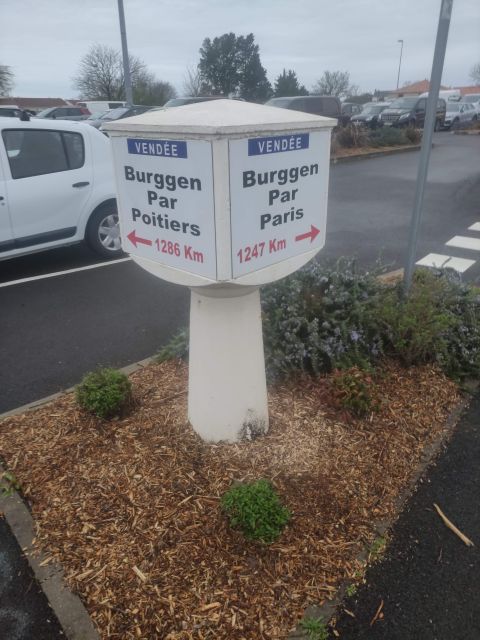 VENDÉE
Burggen
Par
Poitiers
1286 Km
VENDÉE
Burggen
Par
Paris
1247 Km